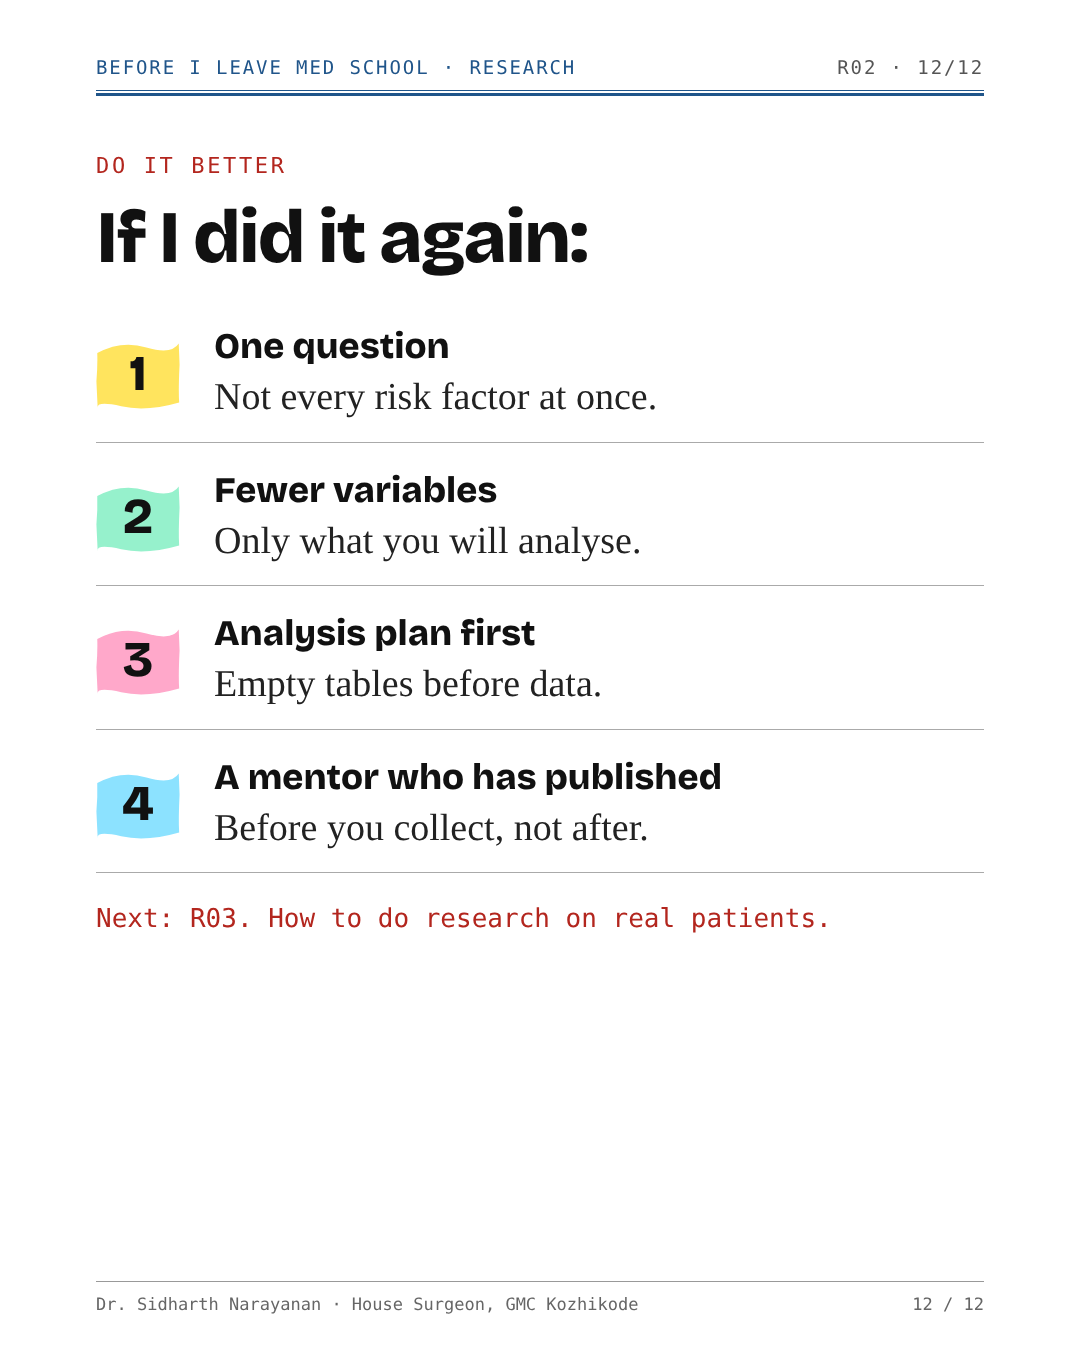 BEFORE I LEAVE MED SCHOOL · RESEARCH
R02 · 12/12
DO IT BETTER
If I did it again:
1
One question
Not every risk factor at once.
2
Fewer variables
Only what you will analyse.
3
Analysis plan first
Empty tables before data.
4
A mentor who has published
Before you collect, not after.
Next: R03. How to do research on real patients.
Dr. Sidharth Narayanan · House Surgeon, GMC Kozhikode
12 / 12